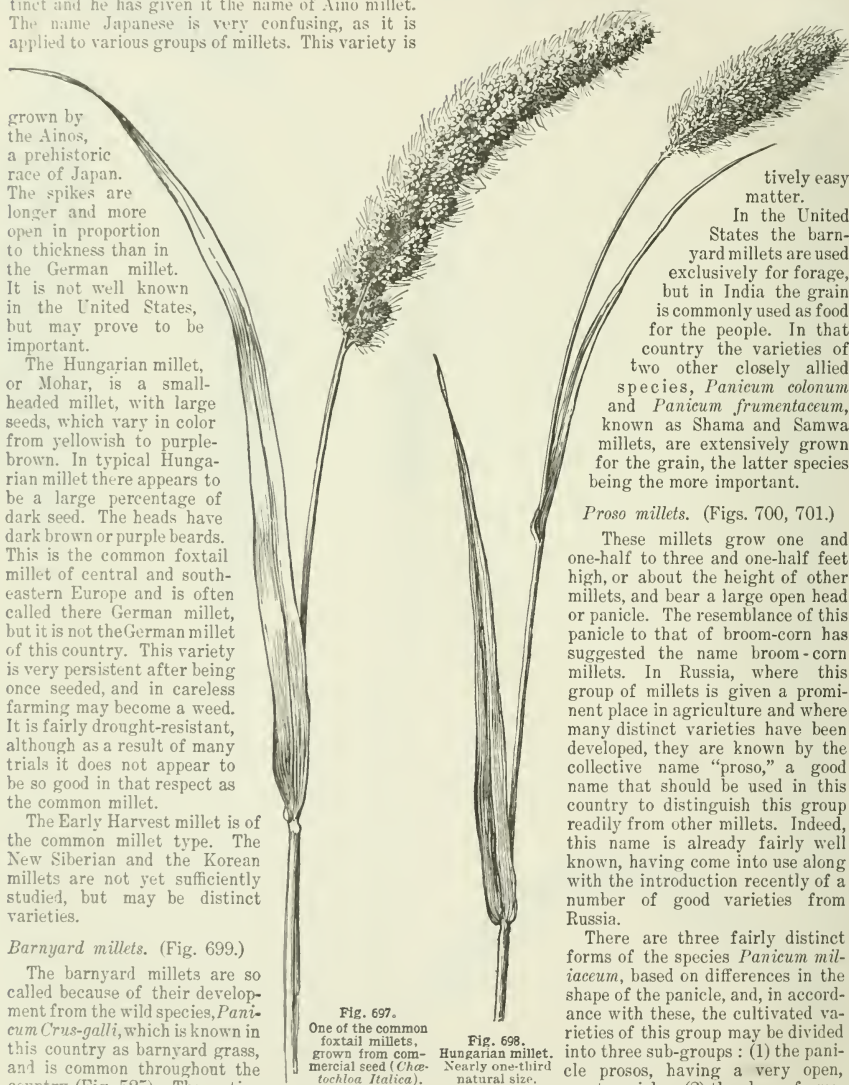 tinct and he has given it the name of Aino millet.
The name Japanese is very confusing, as it is
applied to various groups of millets. This variety is
grown by
the Ainos,
a prehistoric
race of Japan.
The spikes are
longer and more
open in proportion
to thickness than in
the German millet.
It is not well known
in the United States,
but may prove to be
important.
The Hungarian millet,
or Mohar, is a small-
headed millet, with large
seeds, which vary in color
from yellowish to purple-
brown. In typical Hunga-
rian millet there appears to
be a large percentage of
dark seed. The heads have
dark brown or purple beards.
This is the common foxtail
millet of central and south-
eastern Europe and is often
called there German millet,
but it is not theGerman millet
of this country. This variety
is very persistent after being
once seeded, and in careless
farming may become a weed.
It is fairly drought-resistant,
although as a result of many
trials it does not appear to
be so good in that respect as
the common millet.
The Early Harvest millet is of
the common millet type. The
New Siberian and the Korean
millets are not yet sufficiently
studied, but may be distinct
varieties.
Barnyard millets. (Fig. 699.)
The barnyard millets are so
called because of their develop-
ment from the wild species, Pani-
cum Crus-galli, which is known in
this country as barnyard grass,
and is common throughout the
country (Fig.
Fig. 697.
One of the common
foxtail millets,
grown from com-
mercial seed (Chæ-
tochloa Italica).
Fig. 698.
Hungarian millet.
Nearly one-third
natural size.
tively easy
matter.
In the United
States the barn-
yard millets are used
exclusively for forage,
but in India the grain
is commonly used as food
for the people. In that
country the varieties of
two other closely allied
species, Panicum colonum
and Panicum frumentaceum,
known as Shama and Samwa
millets, are extensively grown
for the grain, the latter species
being the more important.
Proso millets. (Figs. 700, 701.)
These millets grow one and
one-half to three and one-half feet
high, or about the height of other
millets, and bear a large open head
or panicle. The resemblance of this
panicle to that of broom-corn has
suggested the name broom-corn
millets. In Russia, where this
group of millets is given a promi-
nent place in agriculture and where
many distinct varieties have been
developed, they are known by the
collective name "proso," a good
name that should be used in this
country to distinguish this group
readily from other millets. Indeed,
this name is already fairly well
known, having come into use along
with the introduction recently of a
number of good varieties from
Russia.
There are three fairly distinct
forms of the species Panicum mil-
iaceum, based on differences in the
shape of the panicle, and, in accord-
ance with these, the cultivated va-
rieties of this group may be divided
into three sub-groups : (1) the pani-
cle prosos, having a very open,